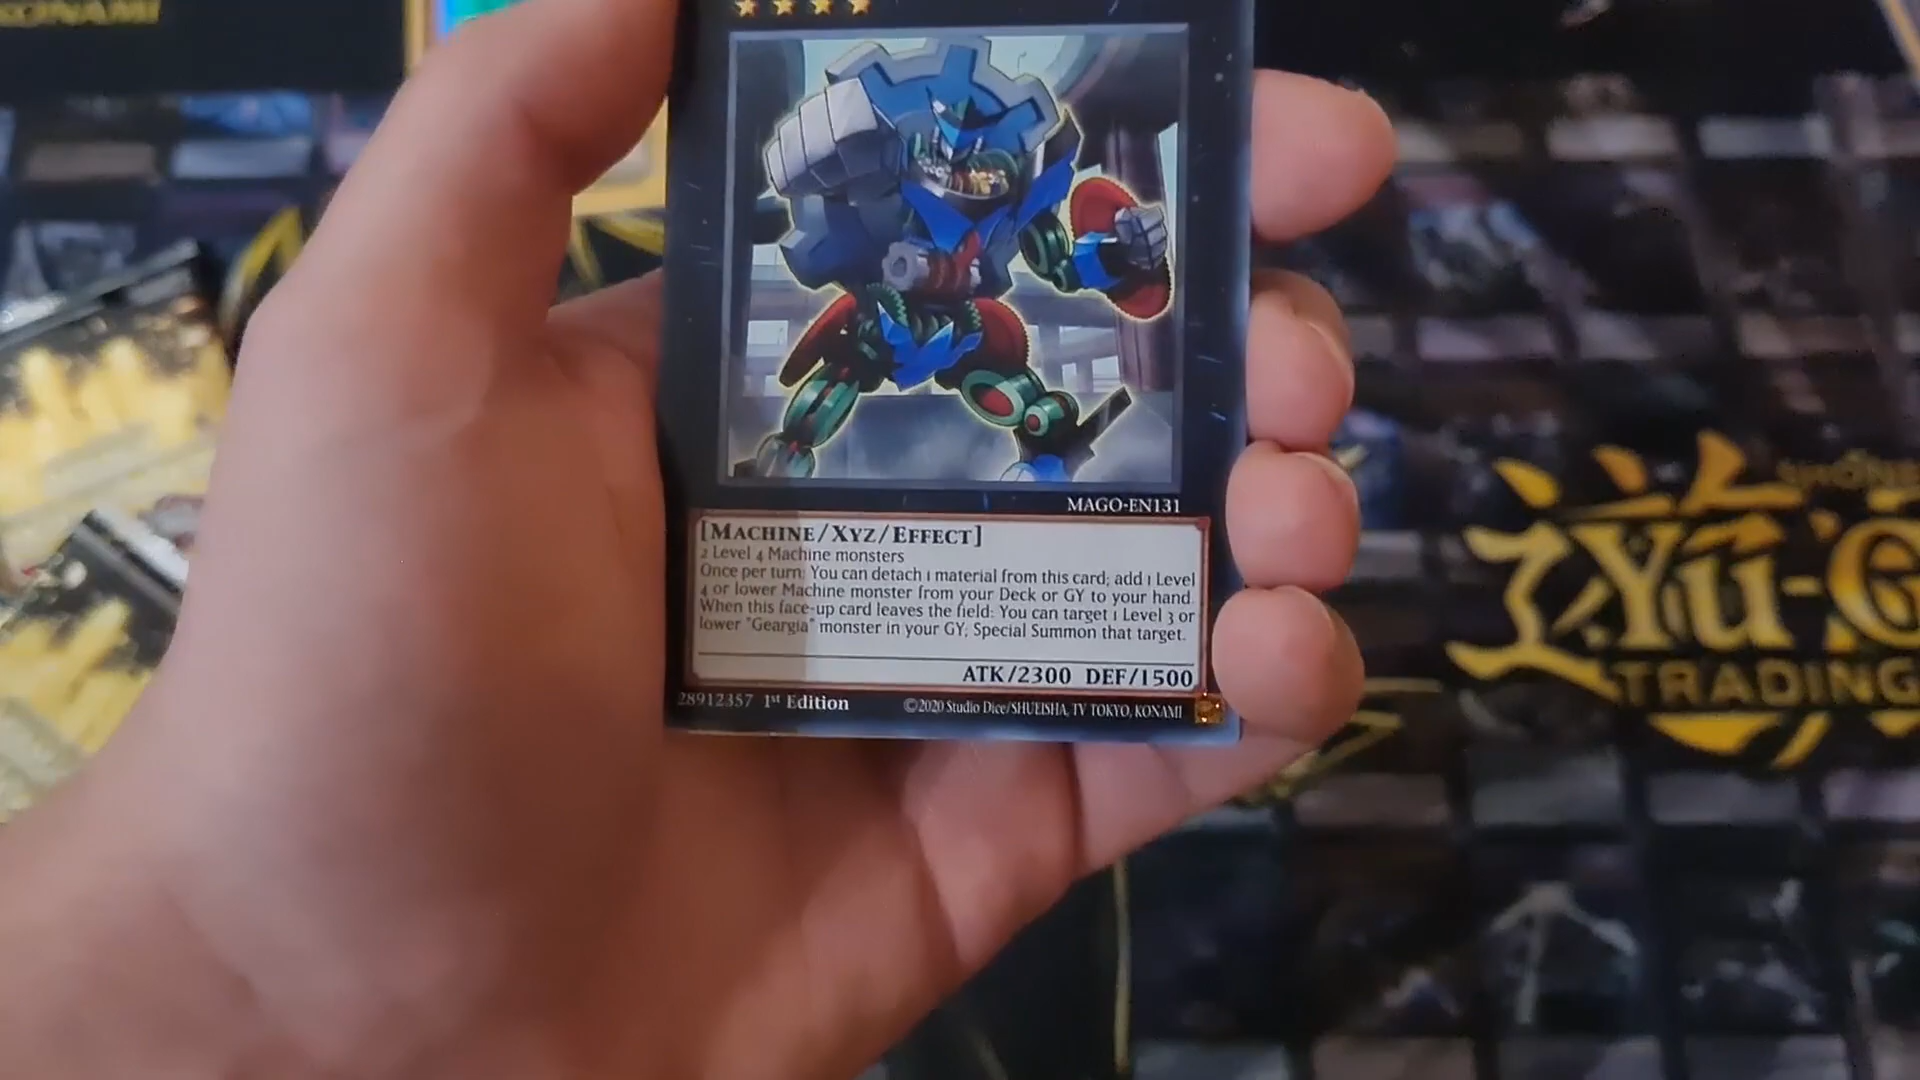 KONAMI
MAGO-EN131
[MACHINE/XYZ/EFFECT]
2 Level 4 Machine monsters
Once per turn: You can detach 1 material from this card; add 1 Level
4 or lower Machine monster from your Deck or GY to your hand.
When this face-up card leaves the field: You can target 1 Level 3 or
lower "Geargia" monster in your GY; Special Summon that target.
ATK/2300 DEF/1500
28912357 1st Edition
©2020 Studio Dice/SHUEISHA, TV TOKYO, KONAMI
Yu-G
TRADING